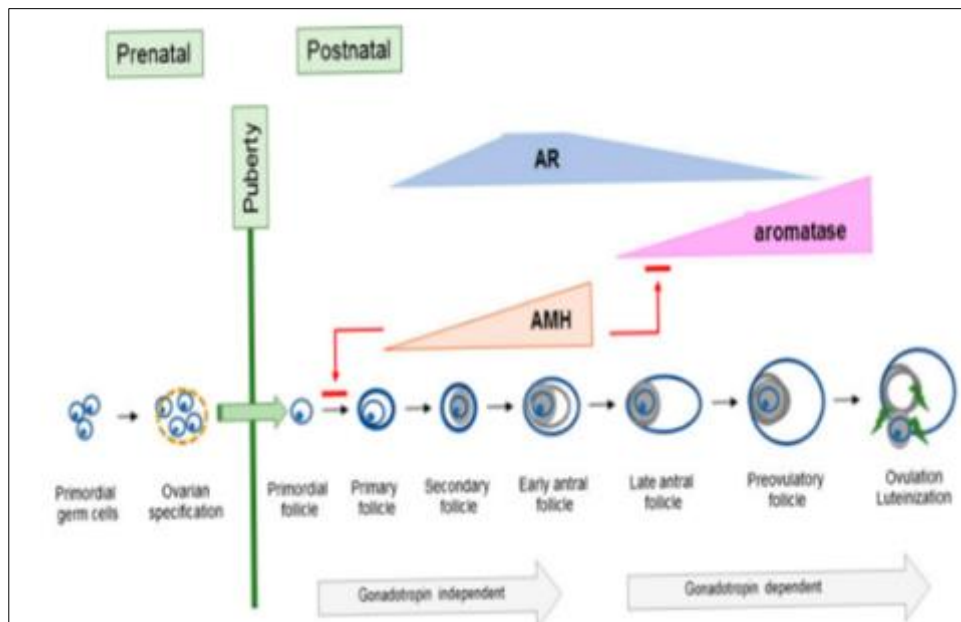 Prenatal
Postnatal
Puberty
AR
aromatase
AMH
Primordial
germ cells
Ovarian
specification
Primordial
follicle
Primary
follicle
Secondary
follicle
Early antral
follicle
Late antral
follicle
Preovulatory
follicle
Ovulation
Luteinization
Gonadotropin independent
Gonadotropin dependent